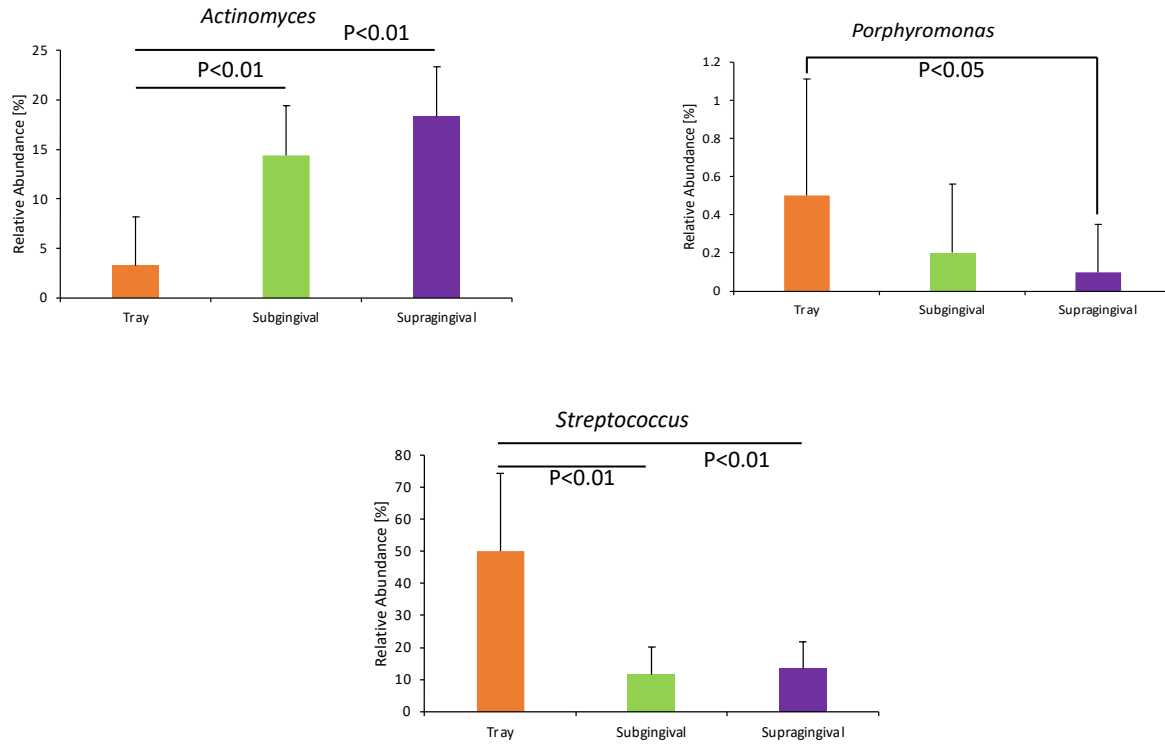 Actinomyces
P<0.01
P<0.01
Relative Abundance [%]
25
20
15
10
5
0
Tray Subgingival Supragingival
Porphyromonas
P<0.05
Relative Abundance [%]
1.2
1
0.8
0.6
0.4
0.2
0
Tray Subgingival Supragingival
Streptococcus
P<0.01
P<0.01
Relative Abundance [%]
80
70
60
50
40
30
20
10
0
Tray Subgingival Supragingival